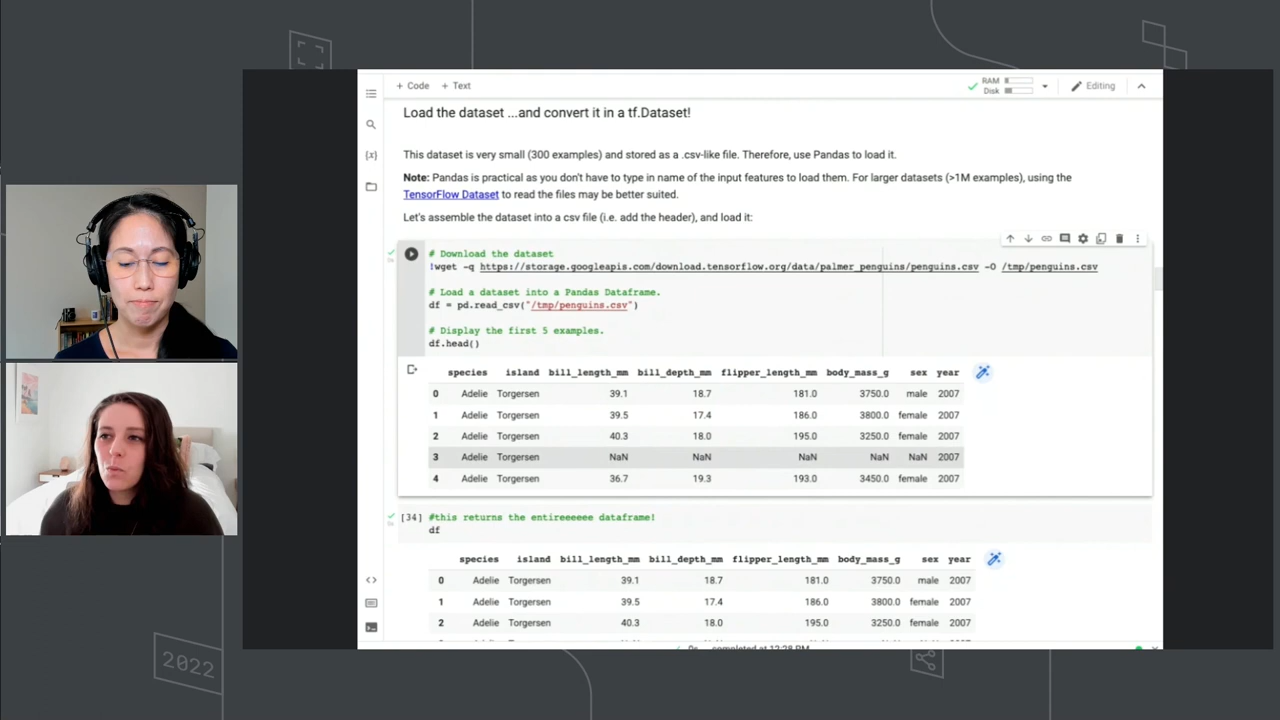 + Code + Text
RAM
Disk
Editing
Load the dataset ...and convert it in a tf.Dataset!
This dataset is very small (300 examples) and stored as a .csv-like file. Therefore, use Pandas to load it.
Note: Pandas is practical as you don't have to type in name of the input features to load them. For larger datasets (>1M examples), using the
TensorFlow Dataset to read the files may be better suited.
Let's assemble the dataset into a csv file (i.e. add the header), and load it:
# Download the dataset
!wget -q https://storage.googleapis.com/download.tensorflow.org/data/palmer_penguins/penguins.csv -O /tmp/penguins.csv
# Load a dataset into a Pandas Dataframe.
df = pd.read_csv("/tmp/penguins.csv")
# Display the first 5 examples.
df.head()
species island bill_length_mm bill_depth_mm flipper_length_mm body_mass_g sex year
0 Adelie Torgersen 39.1 18.7 181.0 3750.0 male 2007
1 Adelie Torgersen 39.5 17.4 186.0 3800.0 female 2007
2 Adelie Torgersen 40.3 18.0 195.0 3250.0 female 2007
3 Adelie Torgersen NaN NaN NaN NaN NaN 2007
4 Adelie Torgersen 36.7 19.3 193.0 3450.0 female 2007
[34] #this returns the entireeeeee dataframe!
df
species island bill_length_mm bill_depth_mm flipper_length_mm body_mass_g sex year
0 Adelie Torgersen 39.1 18.7 181.0 3750.0 male 2007
1 Adelie Torgersen 39.5 17.4 186.0 3800.0 female 2007
2 Adelie Torgersen 40.3 18.0 195.0 3250.0 female 2007
0s completed at 12:28 PM
2022